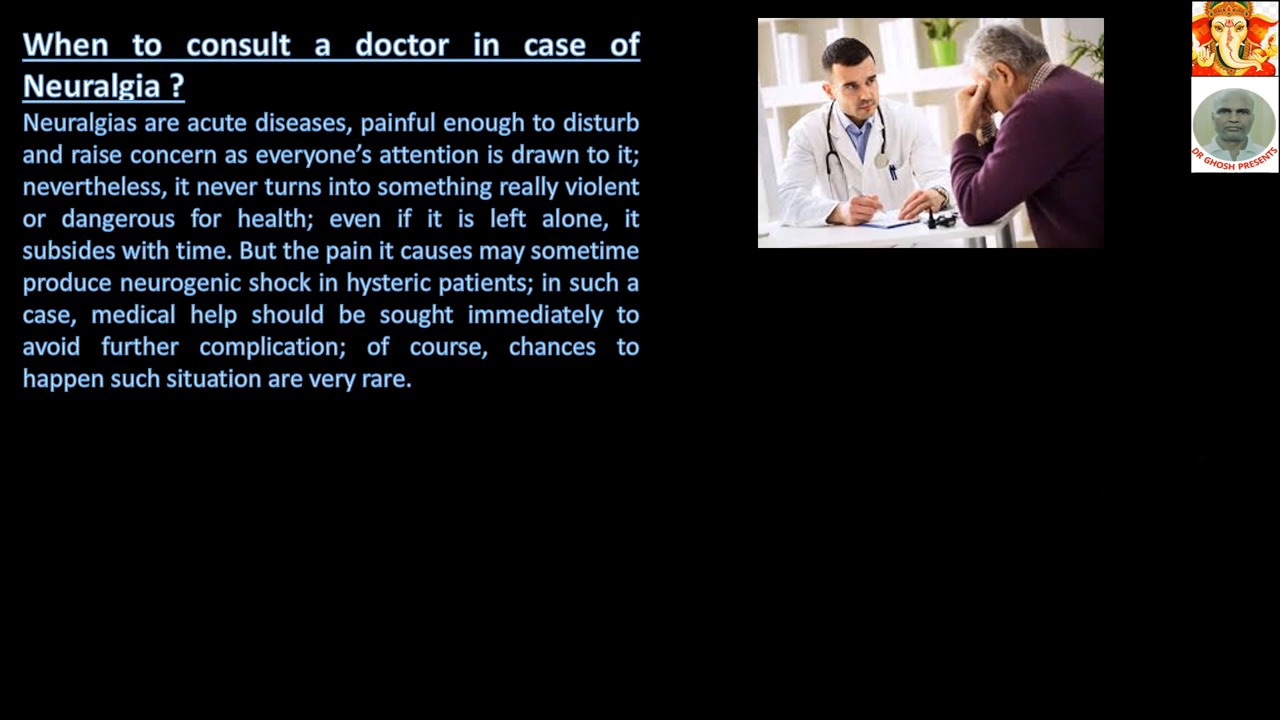 When to consult a doctor in case of
Neuralgia ?
Neuralgias are acute diseases, painful enough to disturb
and raise concern as everyone’s attention is drawn to it;
nevertheless, it never turns into something really violent
or dangerous for health; even if it is left alone, it
subsides with time. But the pain it causes may sometime
produce neurogenic shock in hysteric patients; in such a
case, medical help should be sought immediately to
avoid further complication; of course, chances to
happen such situation are very rare.
DR GHOSH PRESENTS